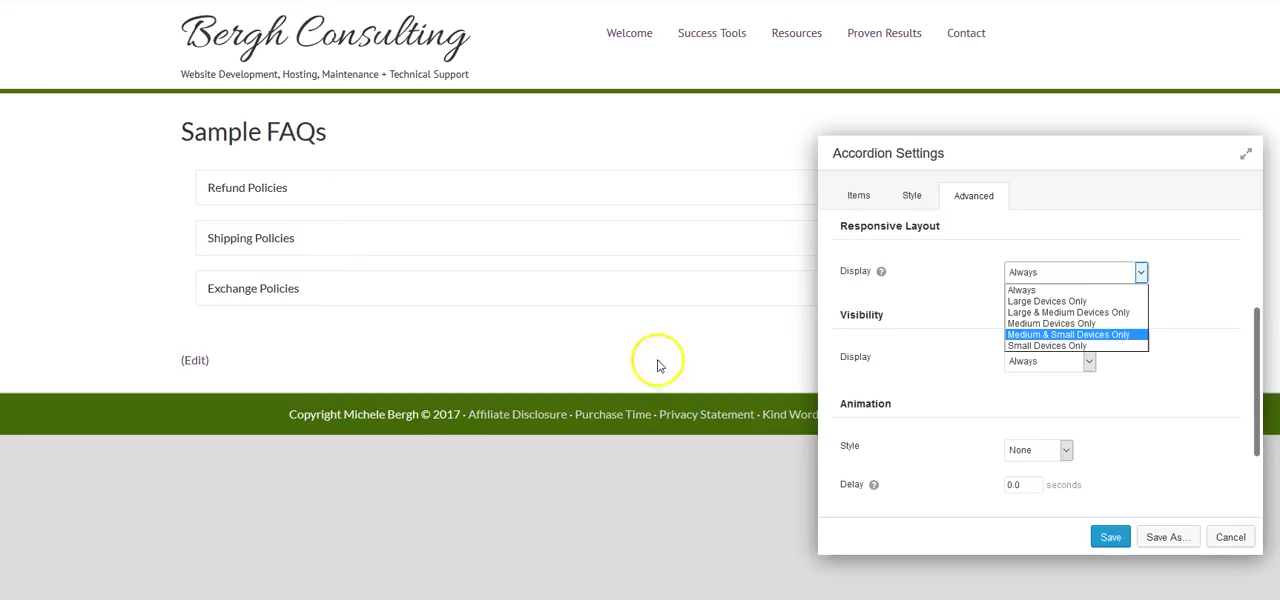 Bergh Consulting
Website Development, Hosting, Maintenance + Technical Support
Welcome Success Tools Resources Proven Results Contact
Sample FAQs
Refund Policies
Shipping Policies
Exchange Policies
(Edit)
Copyright Michele Bergh © 2017 · Affiliate Disclosure · Purchase Time · Privacy Statement · Kind Word
Accordion Settings
Items Style Advanced
Responsive Layout
Display ? Always
Always
Large Devices Only
Large & Medium Devices Only
Medium Devices Only
Medium & Small Devices Only
Small Devices Only
Visibility
Display Always
Animation
Style None
Delay ? 0.0 seconds
Save Save As... Cancel